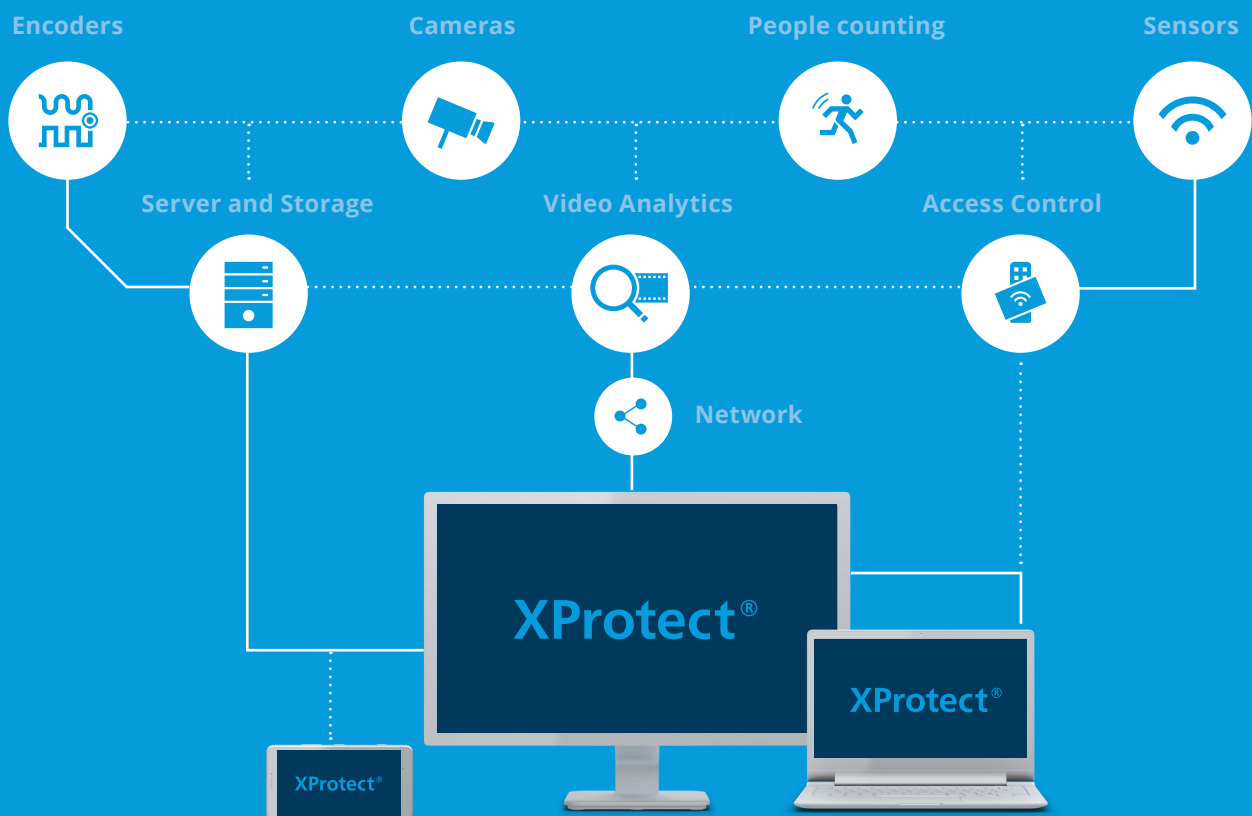 Encoders
Cameras
People counting
Sensors
Server and Storage
Video Analytics
Access Control
Network
XProtect®
XProtect®
XProtect®